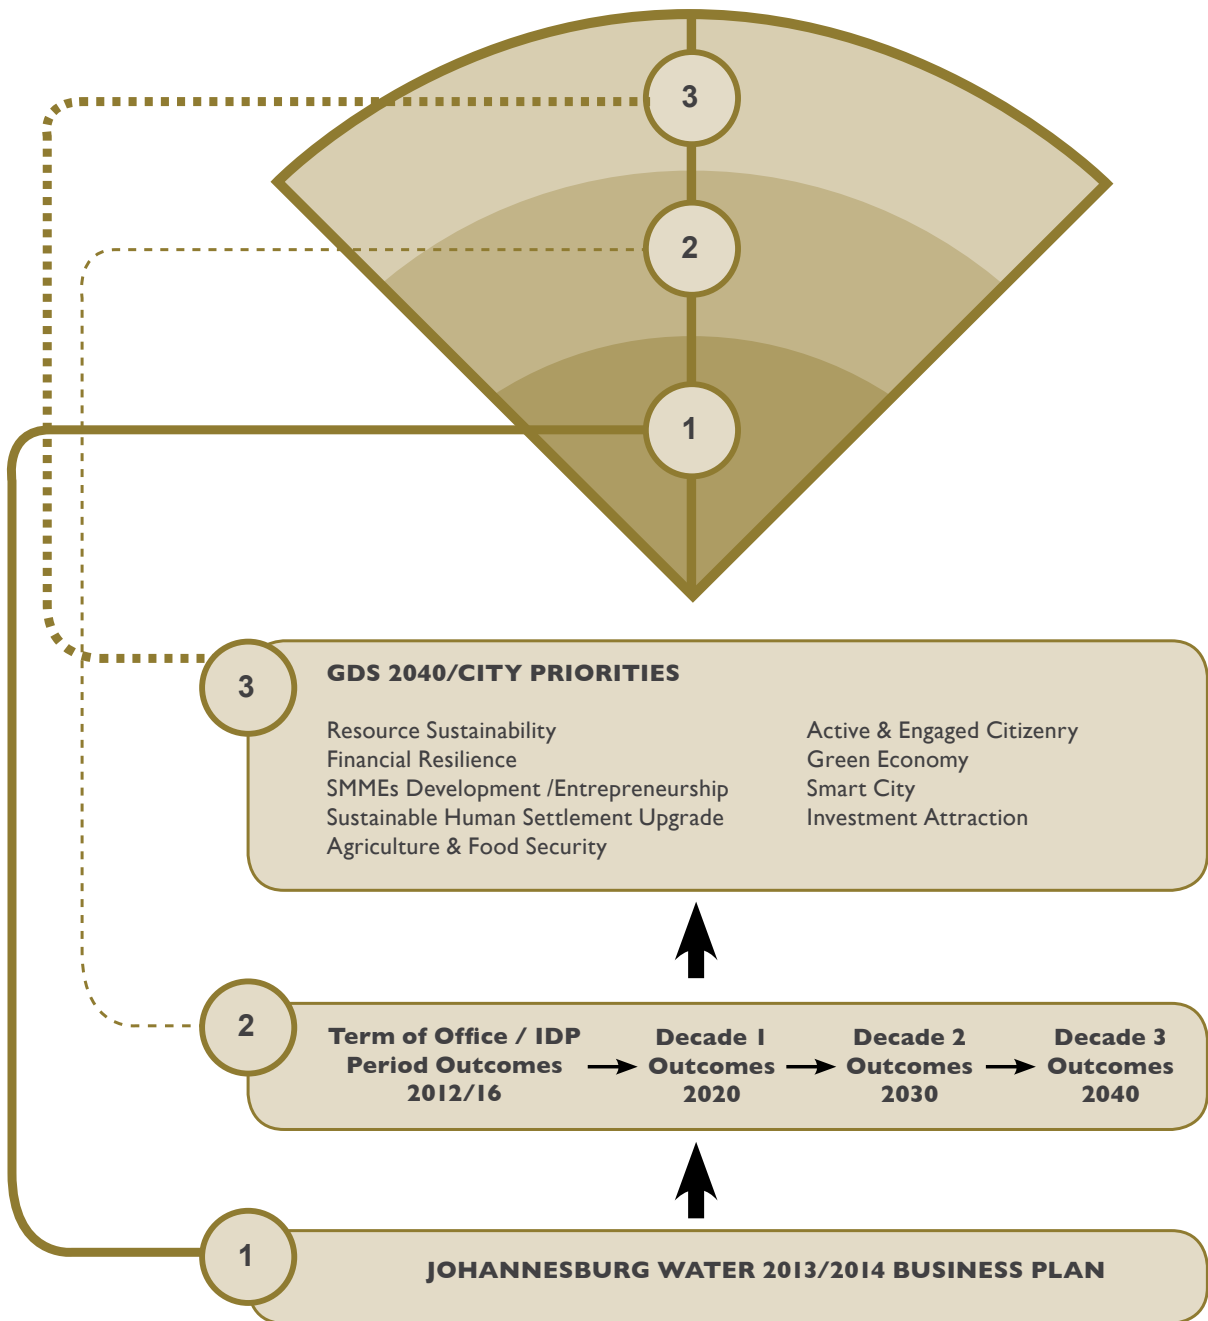 3
2
1
3
GDS 2040/CITY PRIORITIES
Resource Sustainability
Financial Resilience
SMMEs Development /Entrepreneurship
Sustainable Human Settlement Upgrade
Agriculture & Food Security
Active & Engaged Citizenry
Green Economy
Smart City
Investment Attraction
2
Term of Office / IDP
Period Outcomes
2012/16
Decade 1
Outcomes
2020
Decade 2
Outcomes
2030
Decade 3
Outcomes
2040
1
JOHANNESBURG WATER 2013/2014 BUSINESS PLAN